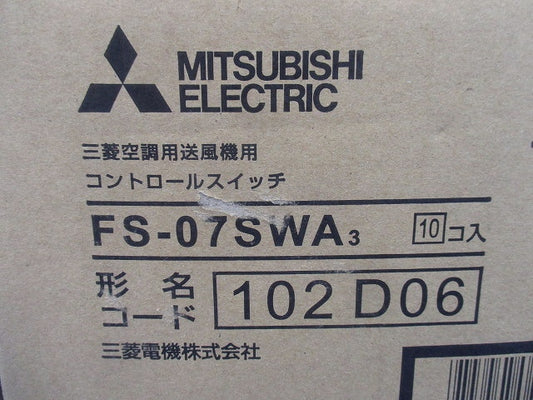 MITSUBISHI
ELECTRIC
三菱空調用送風機用
コントロールスイッチ
FS-07SWA3 10コ入
形名
コード 102 D06
三菱電機株式会社